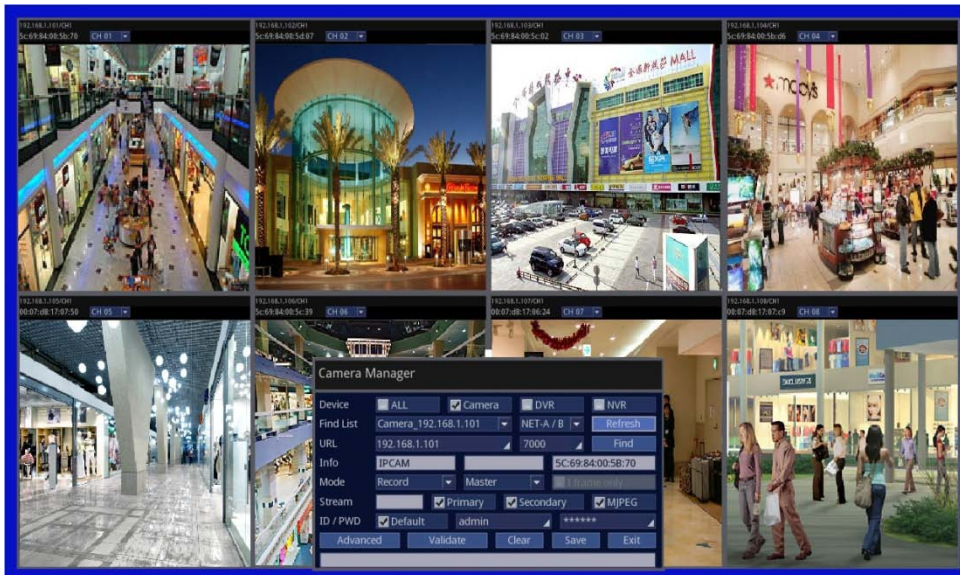 192.168.1.101/CH1
5c:69:84:00:5b:70 CH 01
192.168.1.102/CH1
5c:69:84:00:5d:07 CH 02
192.168.1.103/CH1
5c:69:84:00:5c:02 CH 03
192.168.1.104/CH1
5c:69:84:00:5b:d6 CH 04
MALL
macy's
192.168.1.105/CH1
00:07:d8:17:07:50 CH 05
192.168.1.106/CH1
5c:69:84:00:5c:39 CH 06
192.168.1.107/CH1
00:07:d8:17:06:24 CH 07
192.168.1.108/CH1
00:07:d8:17:07:c9 CH 08
Camera Manager
Device ALL Camera DVR NVR
Find List Camera_192.168.1.101 NET-A / B Refresh
URL 192.168.1.101 7000 Find
Info IPCAM 5C:69:84:00:5B:70
Mode Record Master I frame only
Stream Primary Secondary MJPEG
ID / PWD Default admin ******
Advanced Validate Clear Save Exit